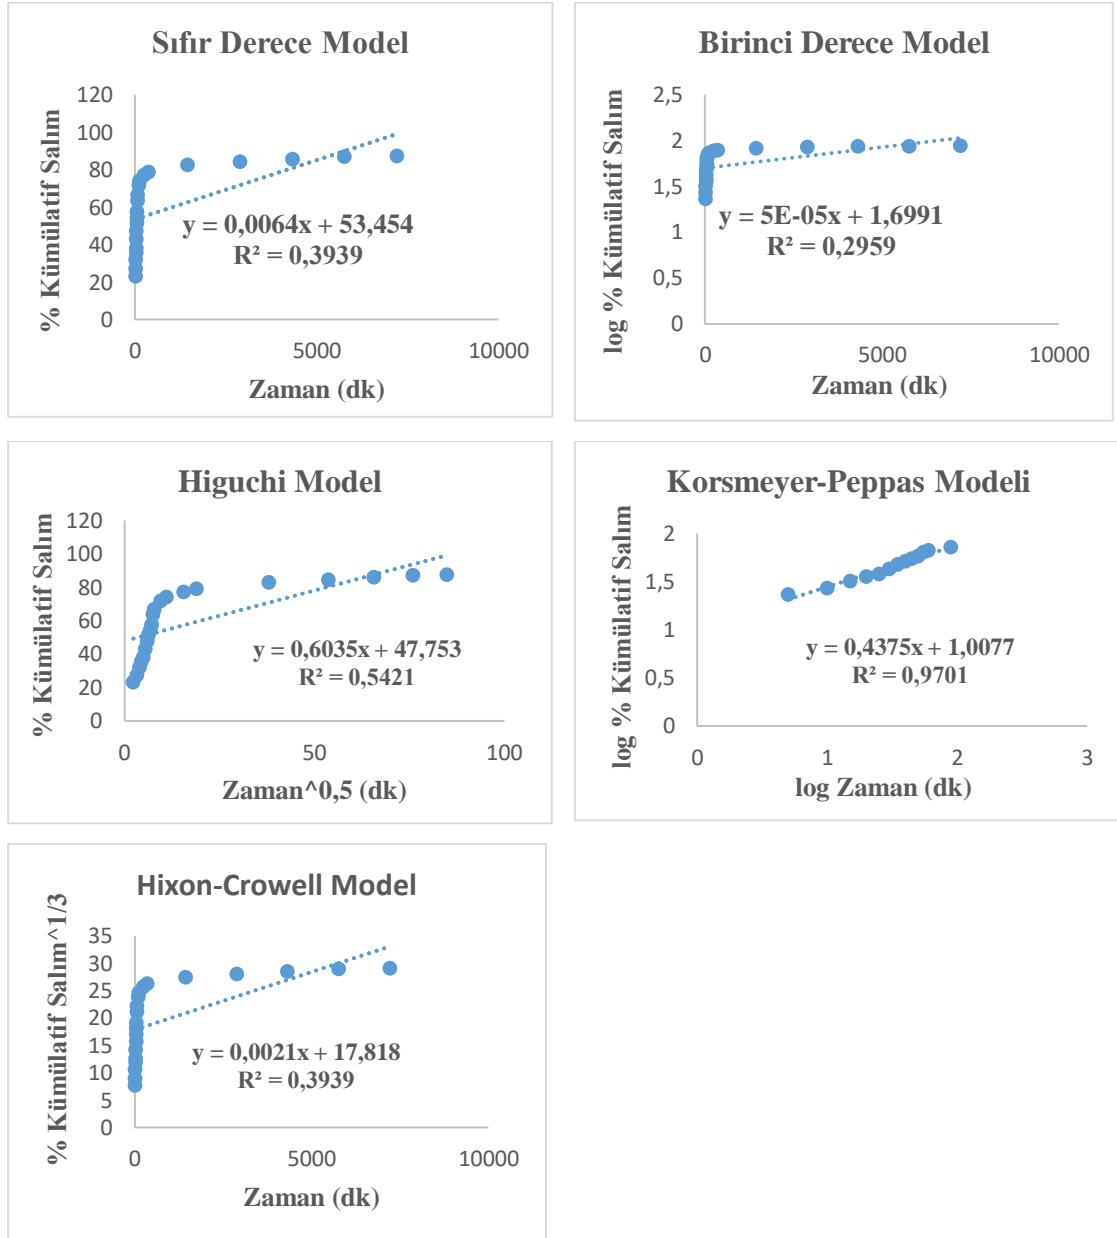 Sıfır Derece Model
% Kümülatif Salım
120
100
80
60
40
20
0
y = 0,0064x + 53,454
R² = 0,3939
0 5000 10000
Zaman (dk)
Birinci Derece Model
log % Kümülatif Salım
2,5
2
1,5
1
0,5
0
y = 5E-05x + 1,6991
R² = 0,2959
0 5000 10000
Zaman (dk)
Higuchi Model
% Kümülatif Salım
120
100
80
60
40
20
0
y = 0,6035x + 47,753
R² = 0,5421
0 50 100
Zaman^0,5 (dk)
Korsmeyer-Peppas Modeli
log % Kümülatif Salım
2
1,5
1
0,5
0
y = 0,4375x + 1,0077
R² = 0,9701
0 1 2 3
log Zaman (dk)
Hixon-Crowell Model
% Kümülatif Salım^1/3
35
30
25
20
15
10
5
0
y = 0,0021x + 17,818
R² = 0,3939
0 5000 10000
Zaman (dk)